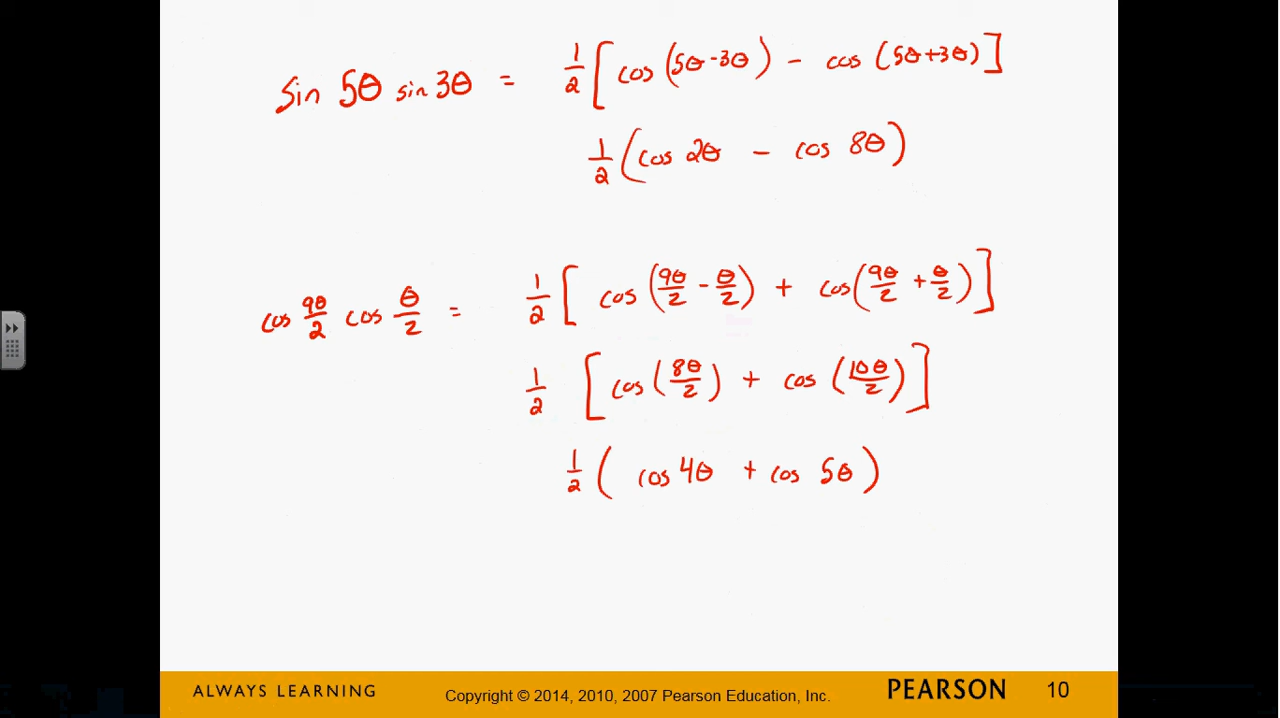 sin 5θ sin 3θ = 1/2 [cos (5θ - 3θ) - cos (5θ + 3θ)]
1/2 (cos 2θ - cos 8θ)
cos 9θ/2 cos θ/2 = 1/2 [cos (9θ/2 - θ/2) + cos (9θ/2 + θ/2)]
1/2 [cos (8θ/2) + cos (10θ/2)]
1/2 (cos 4θ + cos 5θ)
ALWAYS LEARNING Copyright © 2014, 2010, 2007 Pearson Education, Inc. PEARSON 10